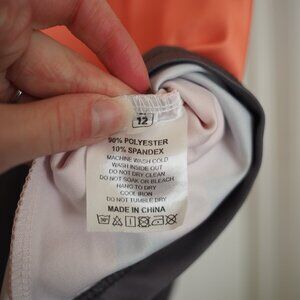 12
90% POLYESTER
10% SPANDEX
MACHINE WASH COLD
WASH INSIDE OUT
DO NOT DRY CLEAN
DO NOT SOAK OR BLEACH
HANG TO DRY
COOL IRON
DO NOT TUMBLE DRY
MADE IN CHINA